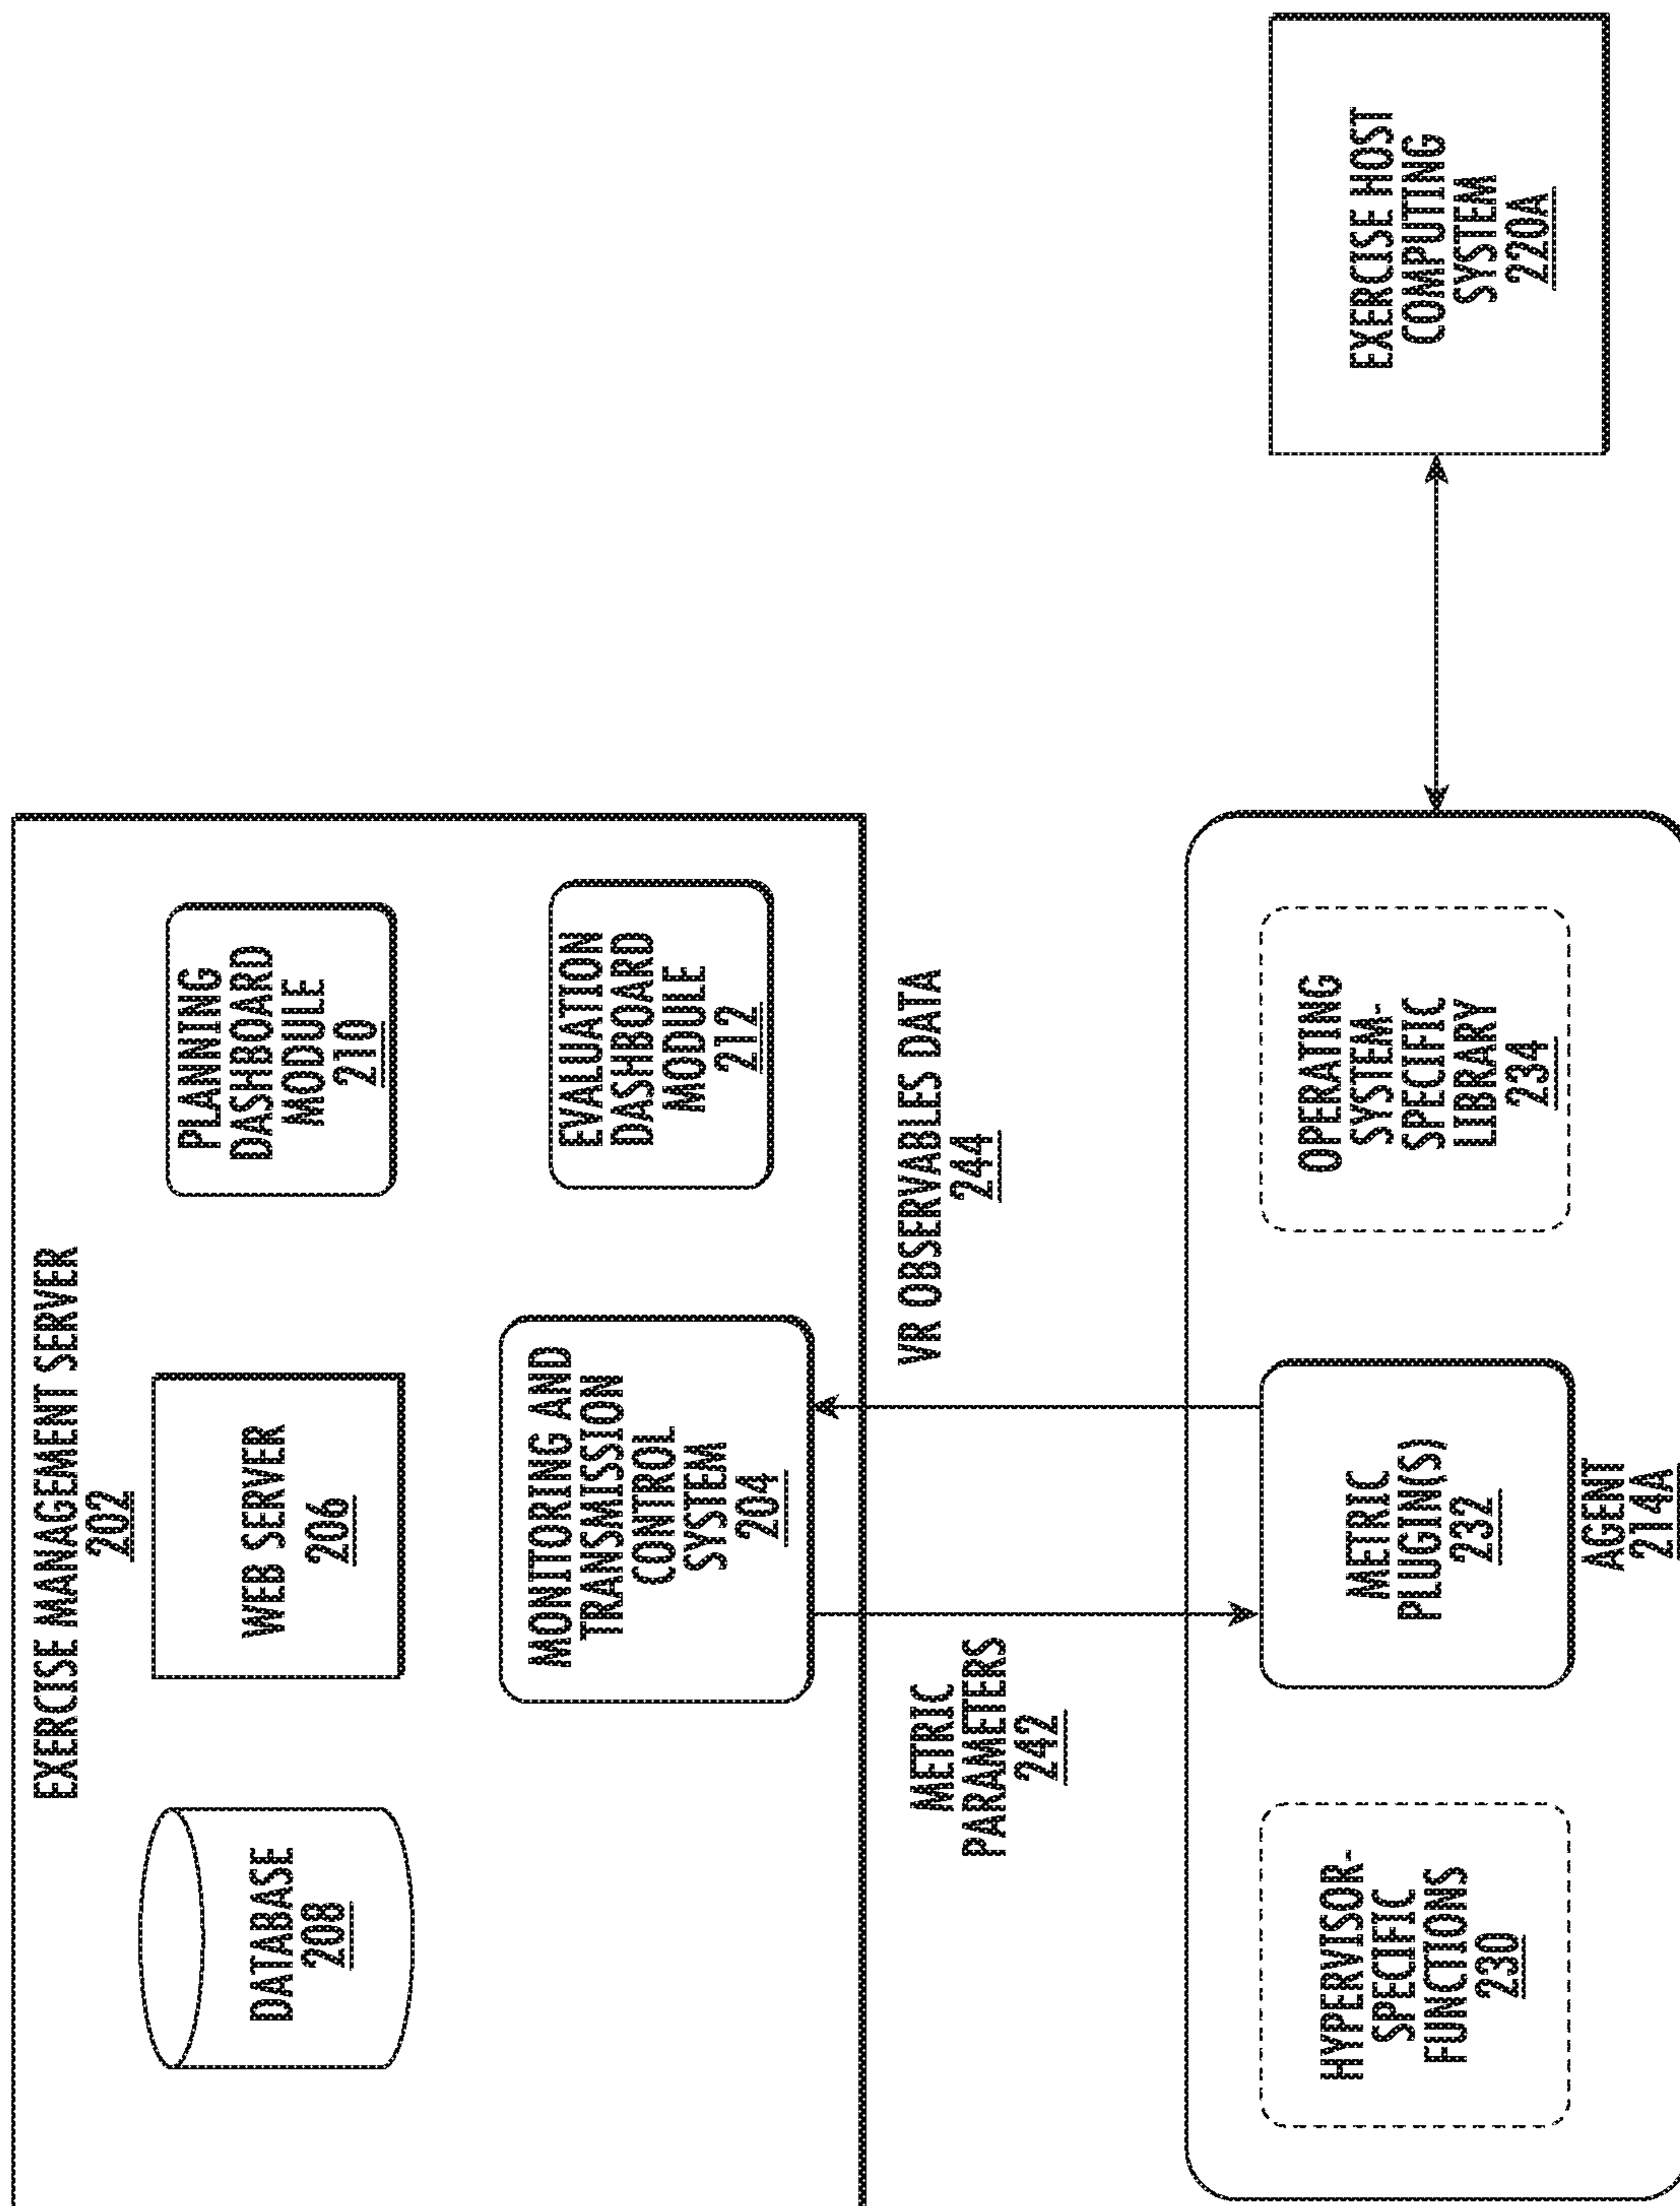 EXERCISE MANAGEMENT SERVER
202
DATABASE
208
WEB SERVER
206
PLANNING
DASHBOARD
MODULE
210
MONITORING AND
TRANSMISSION
CONTROL
SYSTEM
204
EVALUATION
DASHBOARD
MODULE
212
METRIC
PARAMETERS
242
VR OBSERVABLES DATA
244
HYPERVISOR-
SPECIFIC
FUNCTIONS
230
METRIC
PLUGIN(S)
232
OPERATING
SYSTEM-
SPECIFIC
LIBRARY
234
AGENT
214A
EXERCISE HOST
COMPUTING
SYSTEM
220A